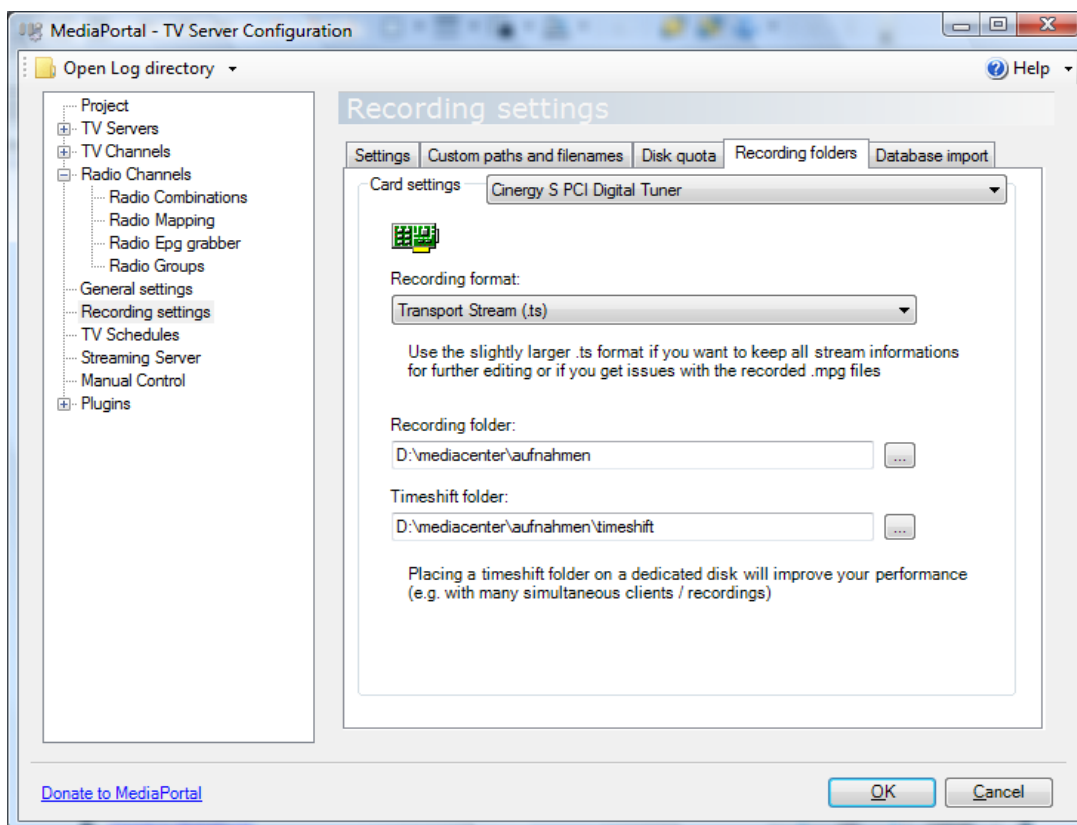 MediaPortal - TV Server Configuration
Open Log directory
Help
Project
TV Servers
TV Channels
Radio Channels
Radio Combinations
Radio Mapping
Radio Epg grabber
Radio Groups
General settings
Recording settings
TV Schedules
Streaming Server
Manual Control
Plugins
Recording settings
Settings
Custom paths and filenames
Disk quota
Recording folders
Database import
Card settings
Cinergy S PCI Digital Tuner
Recording format:
Transport Stream (.ts)
Use the slightly larger .ts format if you want to keep all stream informations
for further editing or if you get issues with the recorded .mpg files
Recording folder:
D:\mediacenter\aufnahmen
...
Timeshift folder:
D:\mediacenter\aufnahmen\timeshift
...
Placing a timeshift folder on a dedicated disk will improve your performance
(e.g. with many simultaneous clients / recordings)
Donate to MediaPortal
OK
Cancel